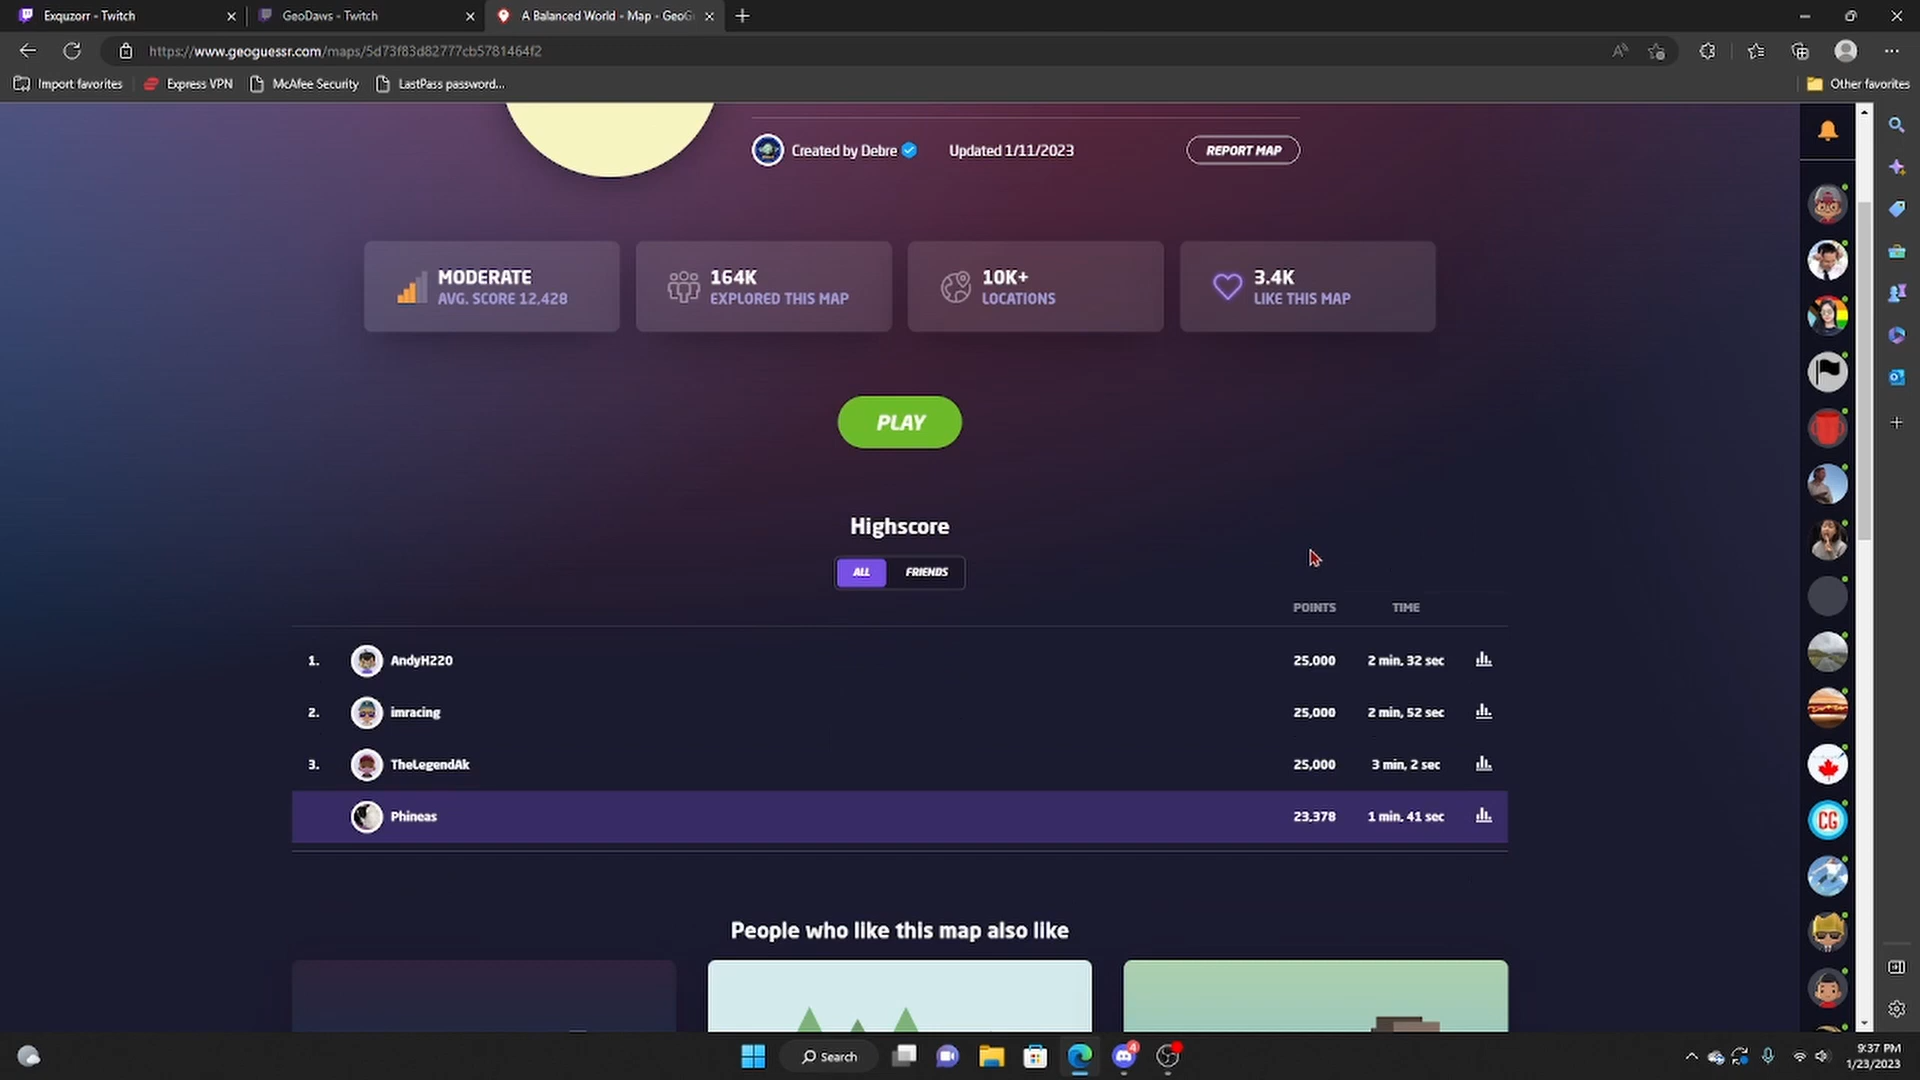 Exquzorr - Twitch
GeoDaws - Twitch
A Balanced World - Map - GeoG
https://www.geoguessr.com/maps/5d73f83d82777cb5781464f2
Import favorites
Express VPN
McAfee Security
LastPass password...
Other favorites
Created by Debre
Updated 1/11/2023
REPORT MAP
MODERATE
AVG. SCORE 12,428
164K
EXPLORED THIS MAP
10K+
LOCATIONS
3.4K
LIKE THIS MAP
PLAY
Highscore
ALL
FRIENDS
POINTS
TIME
1.
AndyH220
25,000
2 min, 32 sec
2.
imracing
25,000
2 min, 52 sec
3.
TheLegendAk
25,000
3 min, 2 sec
Phineas
23,378
1 min, 41 sec
People who like this map also like
CG
Search
4
9:37 PM
1/23/2023